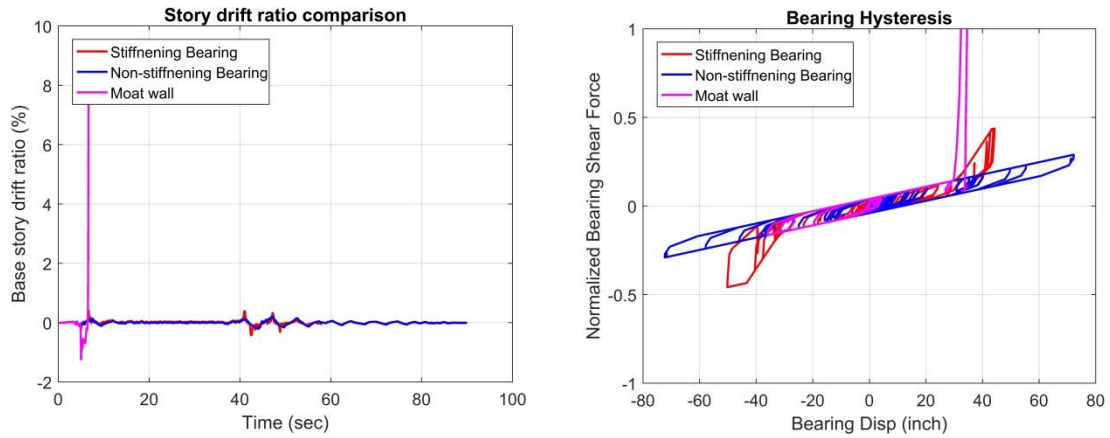 Story drift ratio comparison
10
8
6
4
2
0
-2
Base story drift ratio (%)
Stiffnening Bearing
Non-stiffnening Bearing
Moat wall
0
20
40
60
80
100
Time (sec)
Bearing Hysteresis
1
0.5
0
-0.5
-1
Normalized Bearing Shear Force
Stiffnening Bearing
Non-stiffnening Bearing
Moat wall
-80
-60
-40
-20
0
20
40
60
80
Bearing Disp (inch)